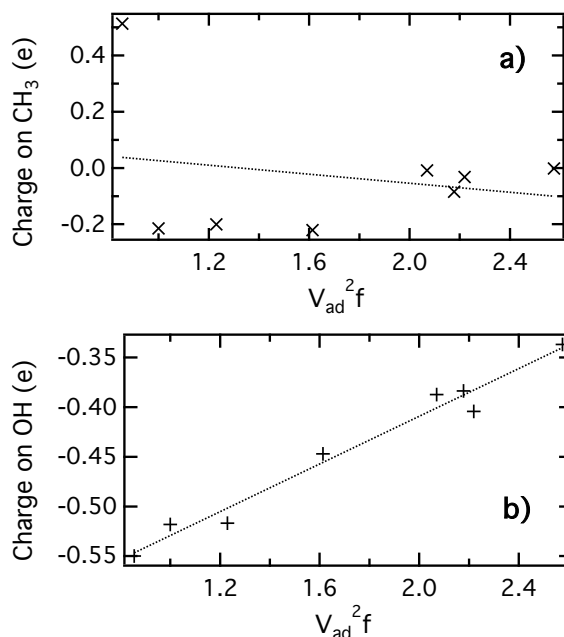 a)
Charge on CH₃ (e)
0.4
0.2
0.0
-0.2
1.2 1.6 2.0 2.4
V_ad²f
b)
Charge on OH (e)
-0.35
-0.40
-0.45
-0.50
-0.55
1.2 1.6 2.0 2.4
V_ad²f